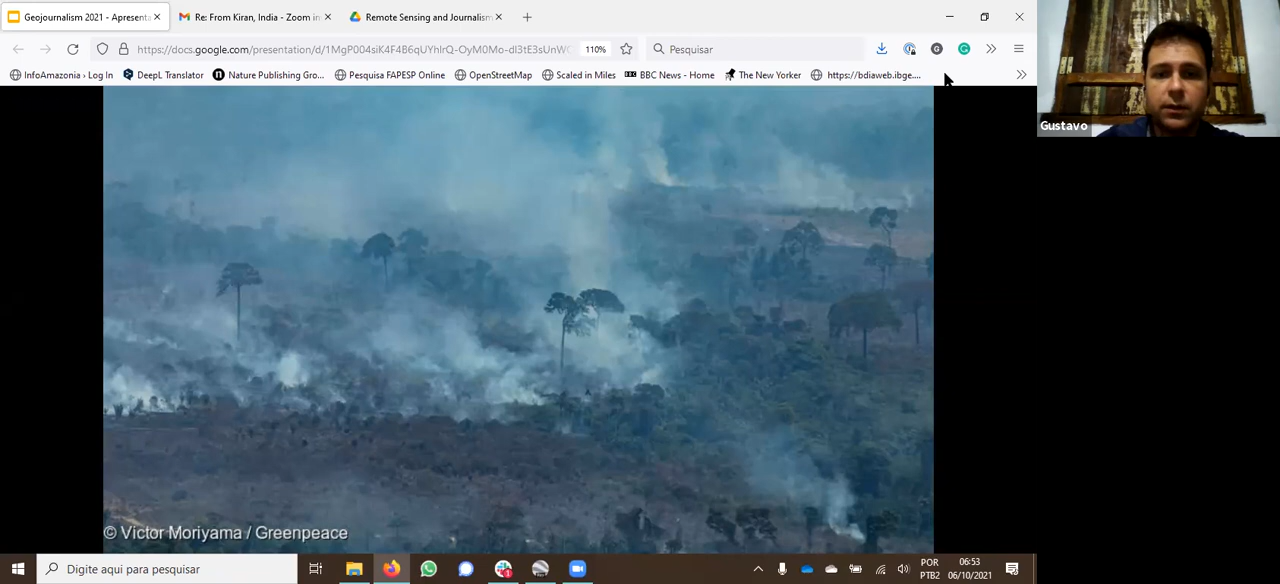 Geojournalism 2021 - Apresenta
Re: From Kiran, India - Zoom in
Remote Sensing and Journalism
https://docs.google.com/presentation/d/1MgP004siK4F4B6qUYhlrQ-OyM0Mo-dI3tE3sUnWC
110%
Pesquisar
InfoAmazonia › Log In
DeepL Translator
Nature Publishing Gro...
Pesquisa FAPESP Online
OpenStreetMap
Scaled in Miles
BBC News - Home
The New Yorker
https://bdiaweb.ibge....
Gustavo
© Victor Moriyama / Greenpeace
Digite aqui para pesquisar
POR
PTB2
06:53
06/10/2021